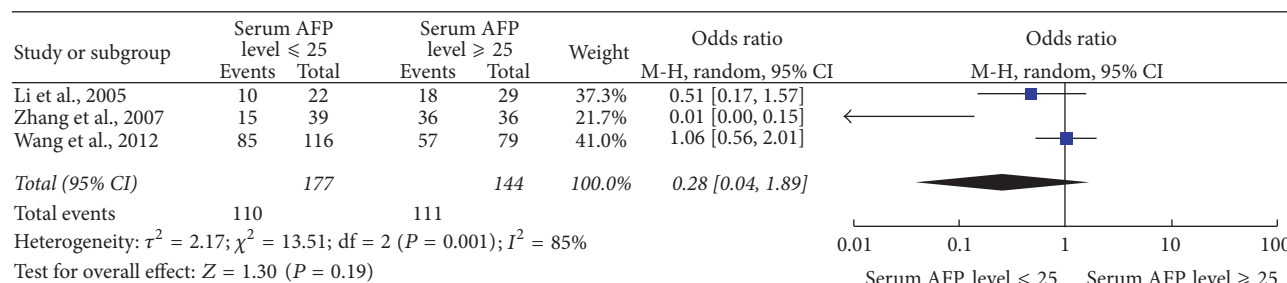 Study or subgroup Serum AFP level ⩽ 25 Serum AFP level ⩾ 25 Weight Odds ratio Odds ratio
Events Total Events Total M-H, random, 95% CI M-H, random, 95% CI
Li et al., 2005 10 22 18 29 37.3% 0.51 [0.17, 1.57]
Zhang et al., 2007 15 39 36 36 21.7% 0.01 [0.00, 0.15]
Wang et al., 2012 85 116 57 79 41.0% 1.06 [0.56, 2.01]
Total (95% CI) 177 144 100.0% 0.28 [0.04, 1.89]
Total events 110 111
Heterogeneity: τ² = 2.17; χ² = 13.51; df = 2 (P = 0.001); I² = 85%
Test for overall effect: Z = 1.30 (P = 0.19)
0.01 0.1 1 10 100
Serum AFP level ⩽ 25 Serum AFP level ⩾ 25